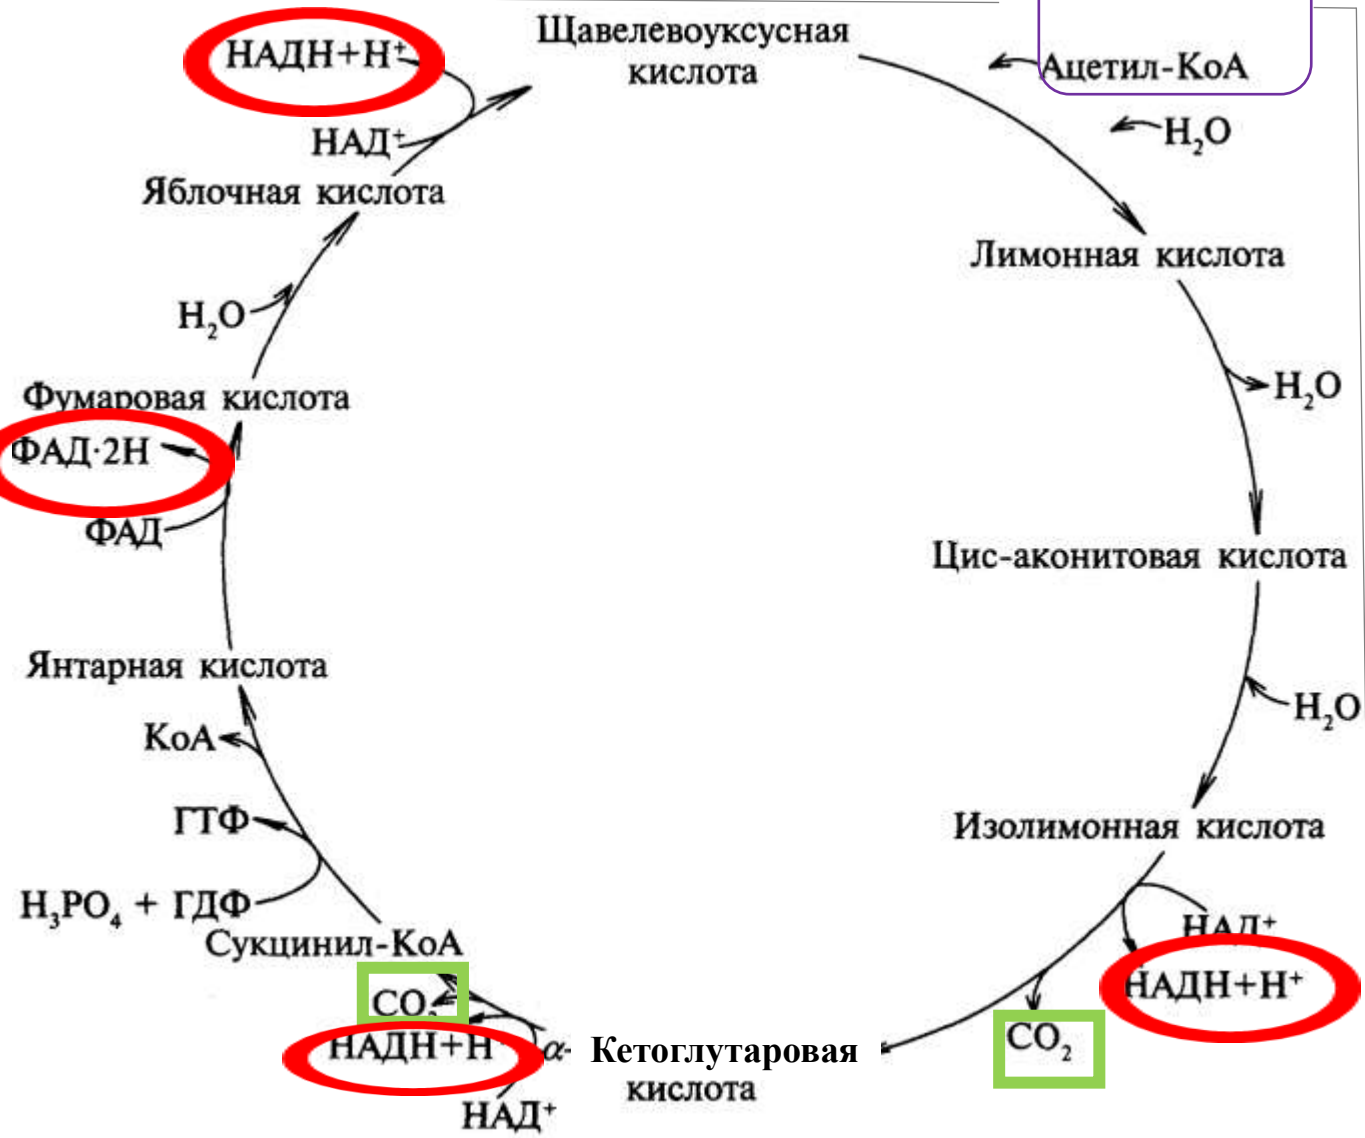 НАДН+Н⁺
Щавелевоуксусная
кислота
Ацетил-КоА
НАД⁺
H₂O
Яблочная кислота
Лимонная кислота
H₂O
H₂O
Фумаровая кислота
ФАД·2Н
ФАД
Цис-аконитовая кислота
Янтарная кислота
H₂O
КоА
ГТФ
Изолимонная кислота
H₃PO₄ + ГДФ
НАД⁺
Сукцинил-КоА
НАДН+Н⁺
CO₂
CO₂
НАДН+Н
α- Кетоглутаровая
кислота
НАД⁺